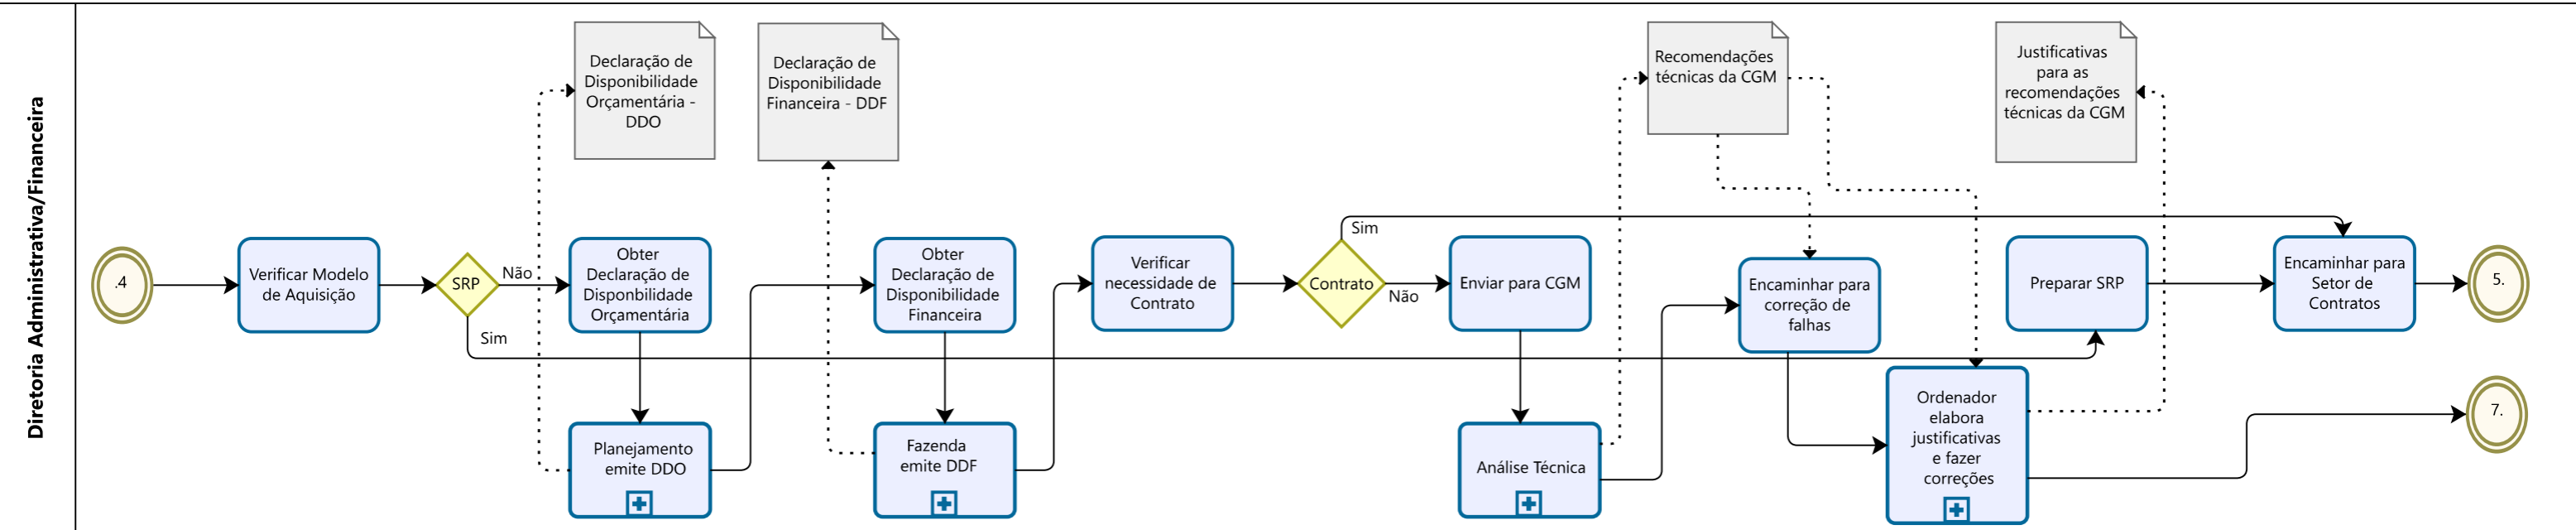 Diretoria Administrativa/Financeira
Declaração de
Disponibilidade
Orçamentária -
DDO
Declaração de
Disponibilidade
Financeira - DDF
Recomendações
técnicas da CGM
Justificativas
para as
recomendações
técnicas da CGM
.4
Verificar Modelo
de Aquisição
SRP
Não
Sim
Obter
Declaração de
Disponbilidade
Orçamentária
Obter
Declaração de
Disponibilidade
Financeira
Verificar
necessidade de
Contrato
Contrato
Sim
Não
Enviar para CGM
Encaminhar para
correção de
falhas
Preparar SRP
Encaminhar para
Setor de
Contratos
5.
Planejamento
emite DDO
Fazenda
emite DDF
Análise Técnica
Ordenador
elabora
justificativas
e fazer
correções
7.